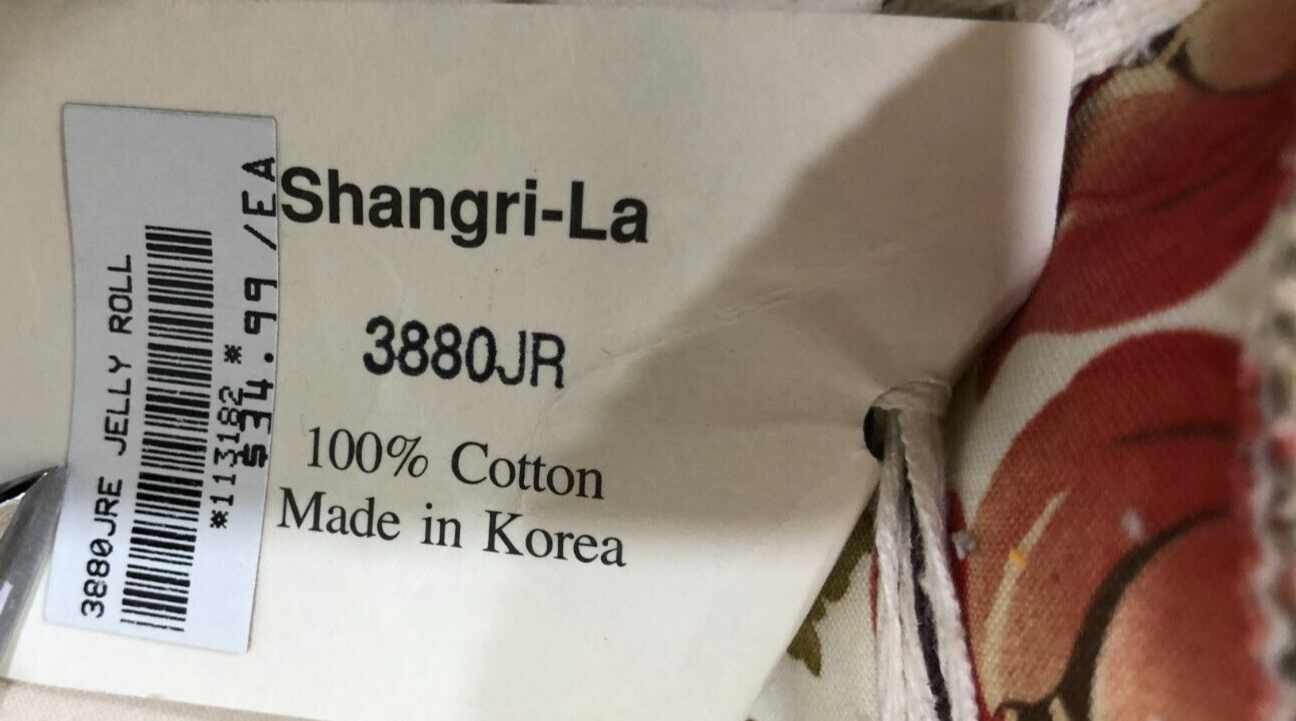 Shangri-La
3880JR
100% Cotton
Made in Korea
3880JRE JELLY ROLL
*113182*
$34.99 /EA